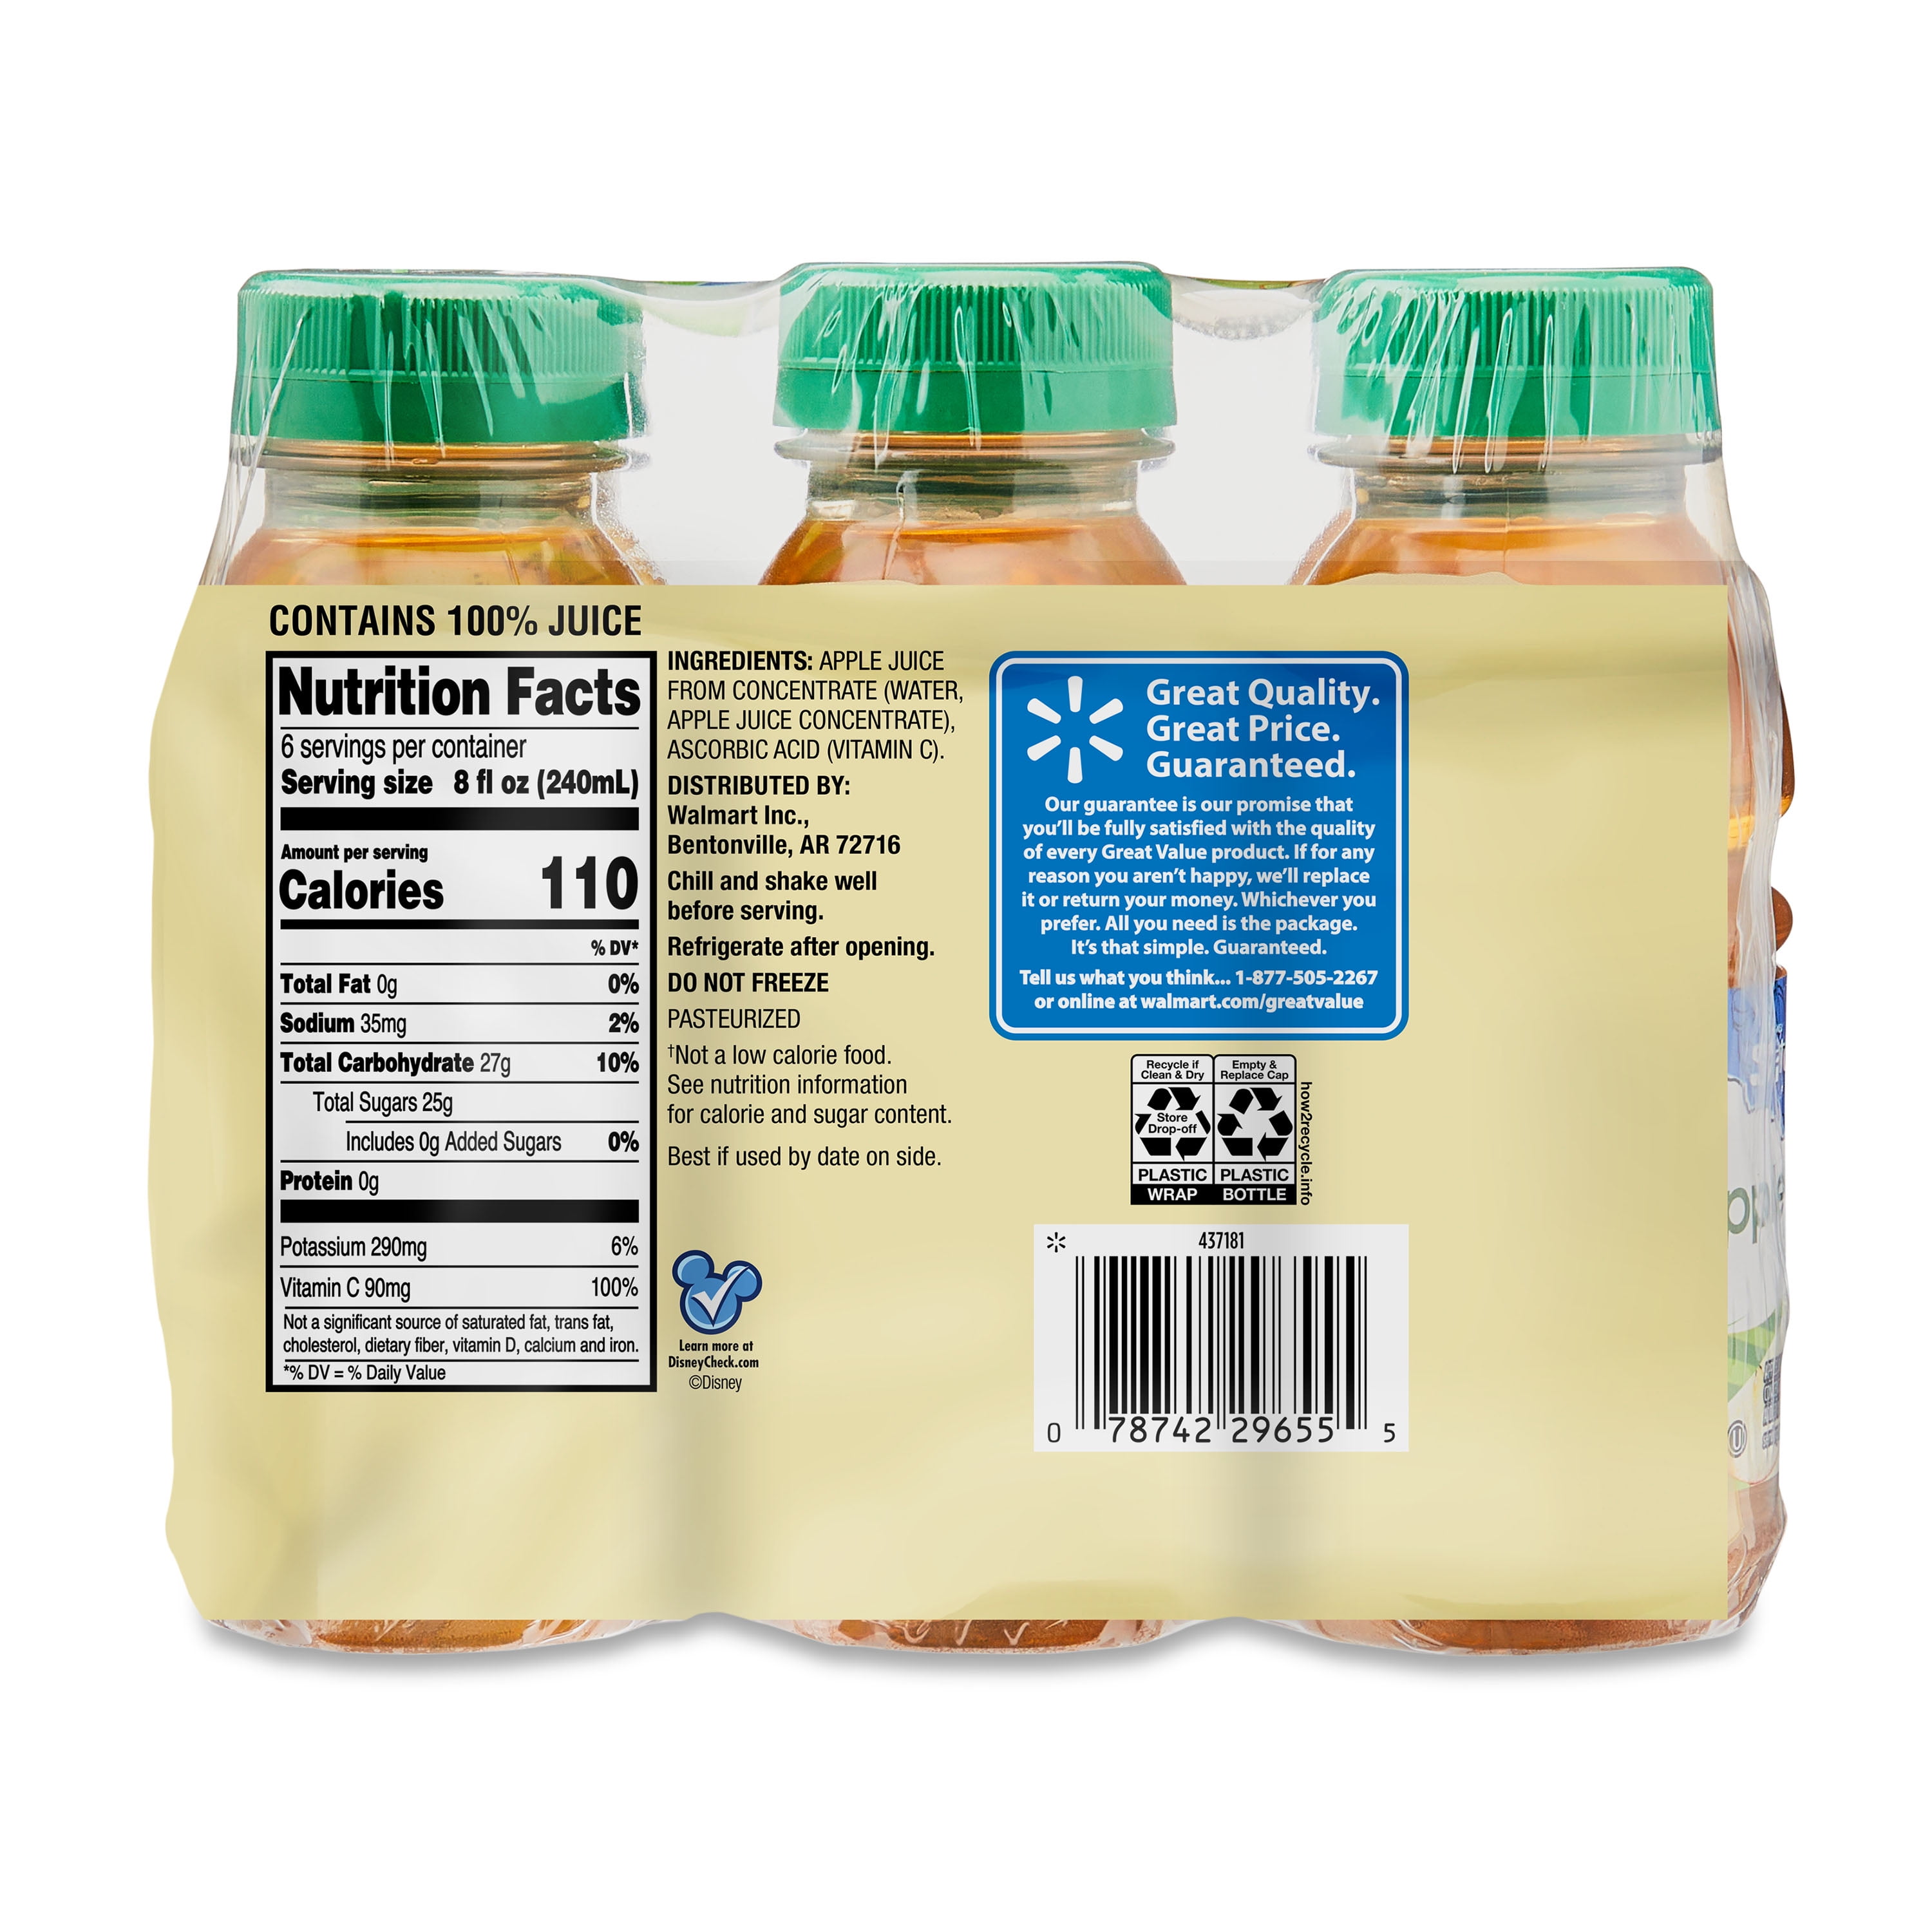 CONTAINS 100% JUICE
Nutrition Facts
6 servings per container
Serving size 8 fl oz (240mL)
Amount per serving
Calories 110
% DV*
Total Fat 0g 0%
Sodium 35mg 2%
Total Carbohydrate 27g 10%
Total Sugars 25g
Includes 0g Added Sugars 0%
Protein 0g
Potassium 290mg 6%
Vitamin C 90mg 100%
Not a significant source of saturated fat, trans fat,
cholesterol, dietary fiber, vitamin D, calcium and iron.
*% DV = % Daily Value
INGREDIENTS: APPLE JUICE
FROM CONCENTRATE (WATER,
APPLE JUICE CONCENTRATE),
ASCORBIC ACID (VITAMIN C).
DISTRIBUTED BY:
Walmart Inc.,
Bentonville, AR 72716
Chill and shake well
before serving.
Refrigerate after opening.
DO NOT FREEZE
PASTEURIZED
†Not a low calorie food.
See nutrition information
for calorie and sugar content.
Best if used by date on side.
Learn more at
DisneyCheck.com
©Disney
Great Quality.
Great Price.
Guaranteed.
Our guarantee is our promise that
you'll be fully satisfied with the quality
of every Great Value product. If for any
reason you aren't happy, we'll replace
it or return your money. Whichever you
prefer. All you need is the package.
It's that simple. Guaranteed.
Tell us what you think... 1-877-505-2267
or online at walmart.com/greatvalue
Recycle if
Clean & Dry
Store
Drop-off
PLASTIC
WRAP
Empty &
Replace Cap
PLASTIC
BOTTLE
how2recycle.info
437181
0 78742 29655 5